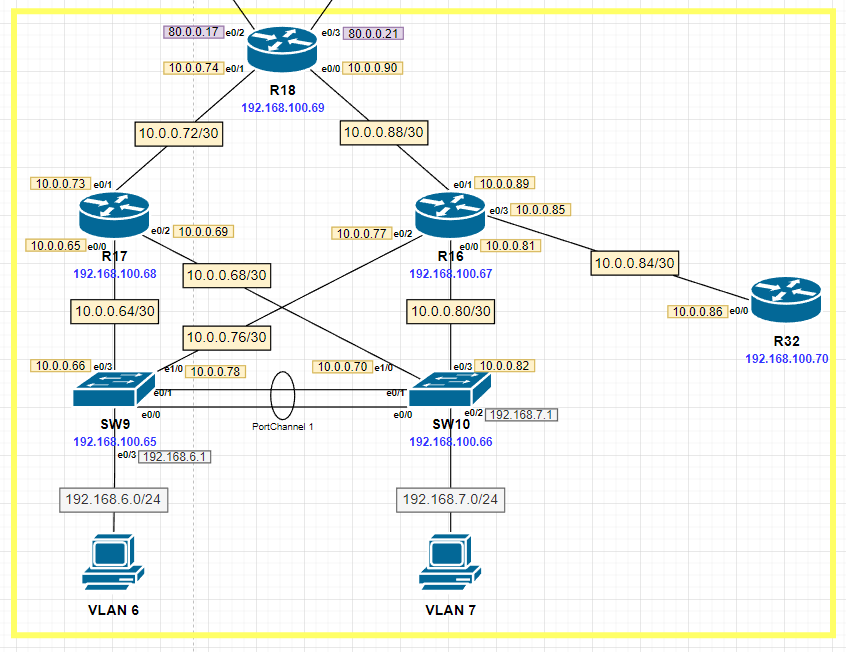 80.0.0.17 e0/2 e0/3 80.0.0.21
10.0.0.74 e0/1 e0/0 10.0.0.90
R18
192.168.100.69
10.0.0.72/30 10.0.0.88/30
10.0.0.73 e0/1 e0/1 10.0.0.89
e0/3 10.0.0.85
e0/2 10.0.0.69 10.0.0.77 e0/2
10.0.0.65 e0/0 e0/0 10.0.0.81
R17 R16
192.168.100.68 192.168.100.67
10.0.0.68/30 10.0.0.84/30
10.0.0.64/30 10.0.0.80/30 10.0.0.86 e0/0
10.0.0.76/30 R32
192.168.100.70
10.0.0.66 e0/3 e1/0 10.0.0.78 10.0.0.70 e1/0 e0/3 10.0.0.82
e0/1 e0/1
e0/0 e0/0 e0/2 192.168.7.1
SW9 PortChannel 1 SW10
192.168.100.65 192.168.100.66
e0/3 192.168.6.1
192.168.6.0/24 192.168.7.0/24
VLAN 6 VLAN 7